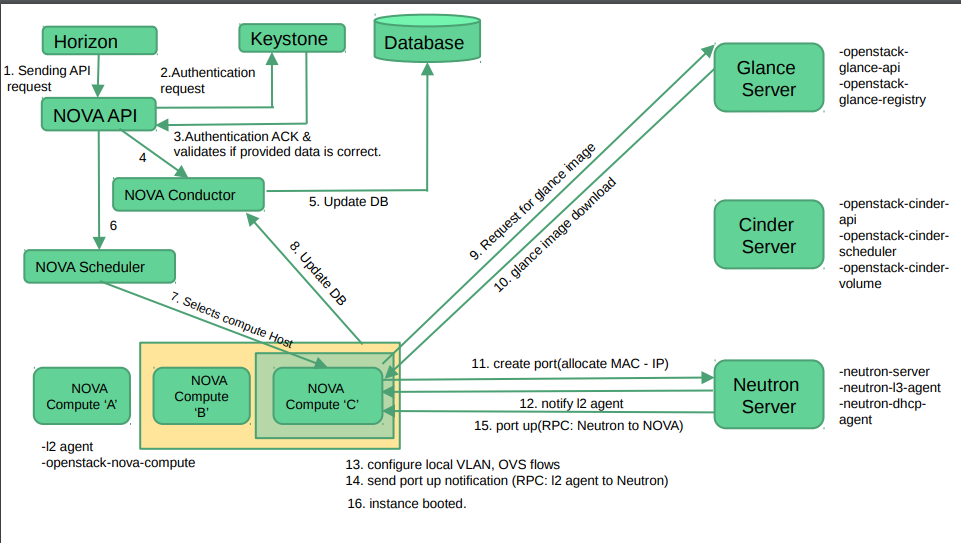 Horizon
Keystone
Database
1. Sending API
request
2.Authentication
request
NOVA API
3.Authentication ACK &
validates if provided data is correct.
4
NOVA Conductor
5. Update DB
6
NOVA Scheduler
7. Selects compute Host
8. Update DB
9. Request for glance image
10. glance image download
Glance
Server
-openstack-
glance-api
-openstack-
glance-registry
Cinder
Server
-openstack-cinder-
api
-openstack-cinder-
scheduler
-openstack-cinder-
volume
NOVA
Compute ‘A’
NOVA
Compute
‘B’
NOVA
Compute ‘C’
11. create port(allocate MAC - IP)
12. notify l2 agent
15. port up(RPC: Neutron to NOVA)
Neutron
Server
-neutron-server
-neutron-l3-agent
-neutron-dhcp-
agent
-l2 agent
-openstack-nova-compute
13. configure local VLAN, OVS flows
14. send port up notification (RPC: l2 agent to Neutron)
16. instance booted.